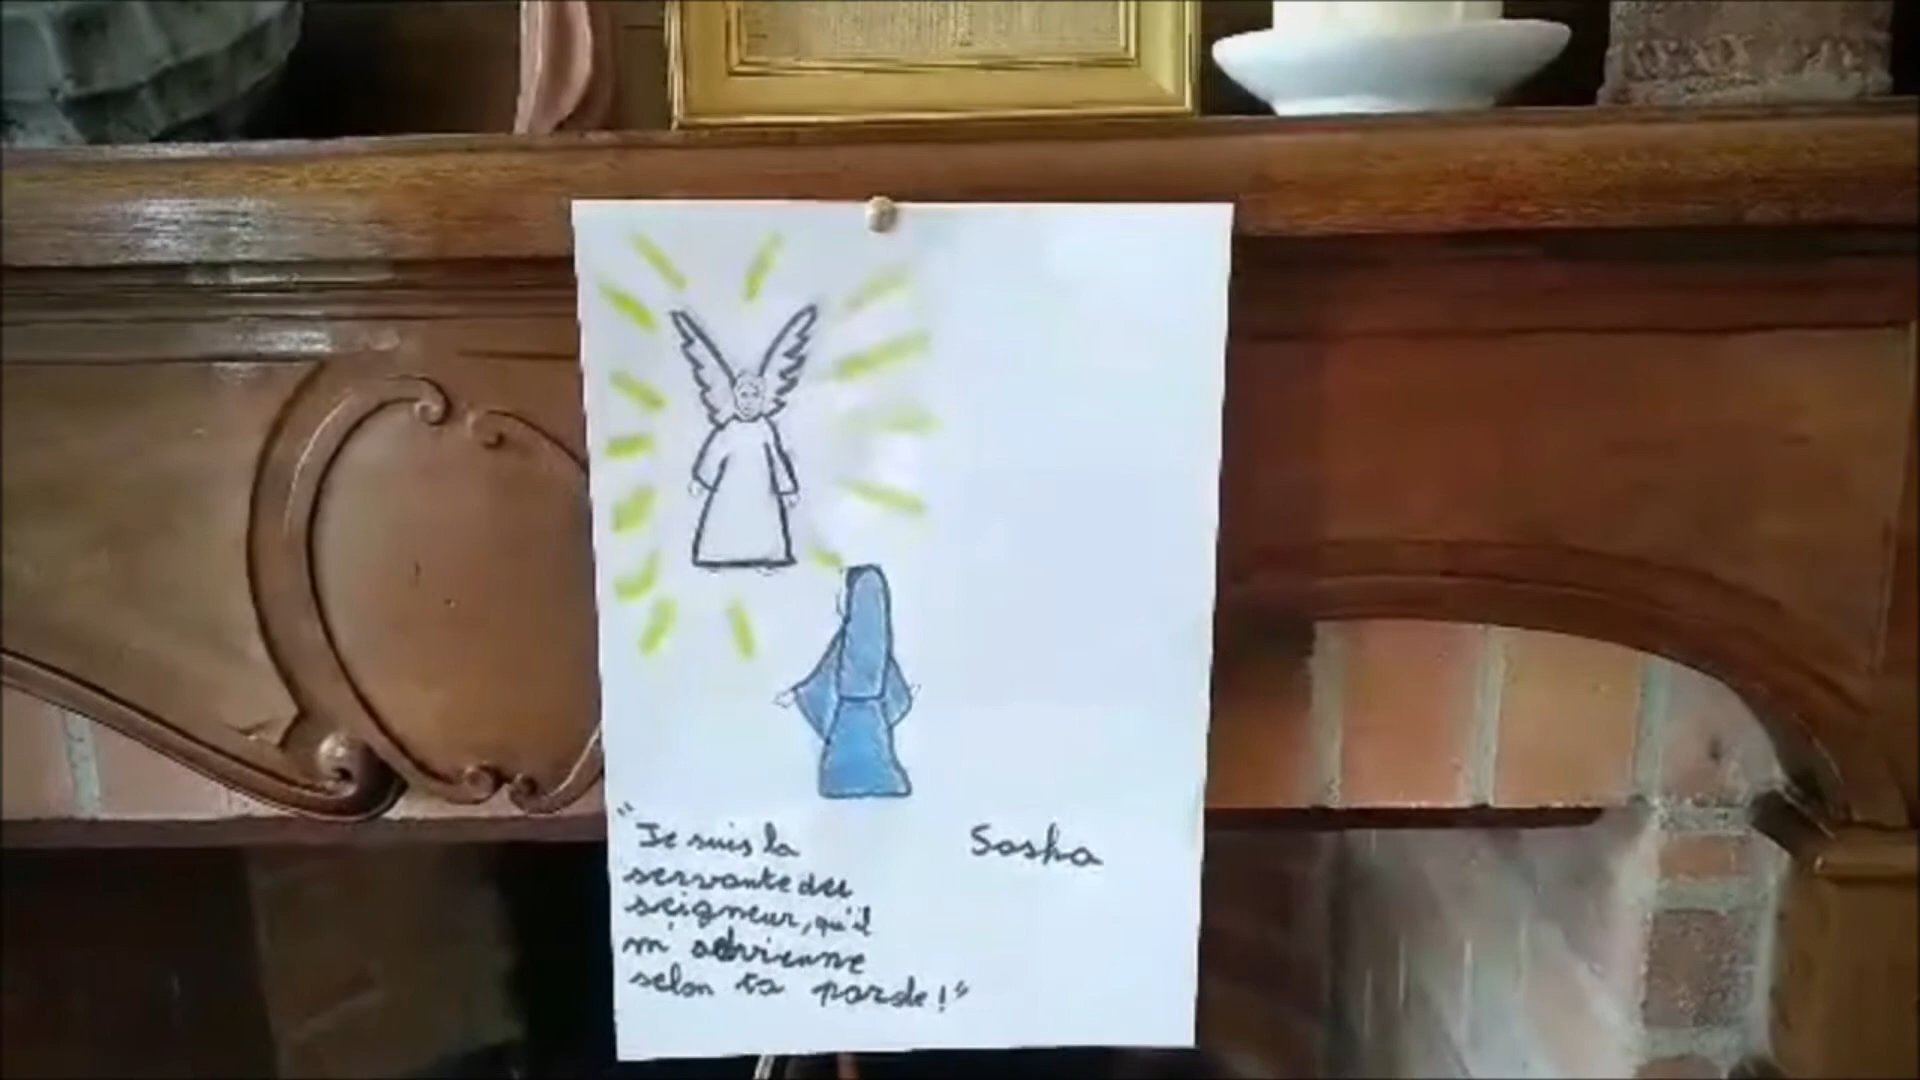 "Je suis la
servante du
seigneur, qu'il
m'advienne
selon ta parole!"
Sasha